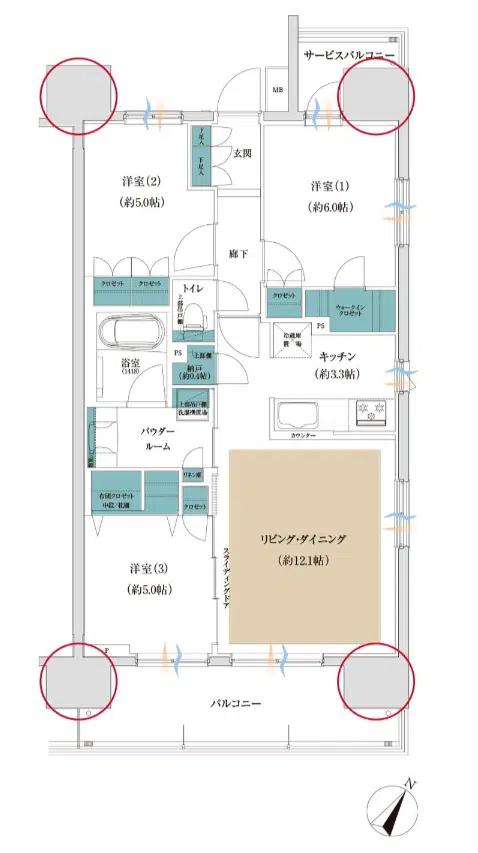 サービスバルコニー
MB
下足入
下足入
玄関
洋室(2)
(約5.0帖)
洋室(1)
(約6.0帖)
廊下
クロゼット
クロゼット
トイレ
上部吊戸棚
クロゼット
ウォークイン
クロゼット
PS
冷蔵庫
置場
キッチン
(約3.3帖)
浴室
(1418)
PS
上部棚
納戸
(約0.4帖)
上部吊戸棚
洗濯機置場
カウンター
パウダー
ルーム
リネン庫
布団クロゼット
中段/枕棚
クロゼット
リビング・ダイニング
(約12.1帖)
スライディングドア
洋室(3)
(約5.0帖)
P
バルコニー
N